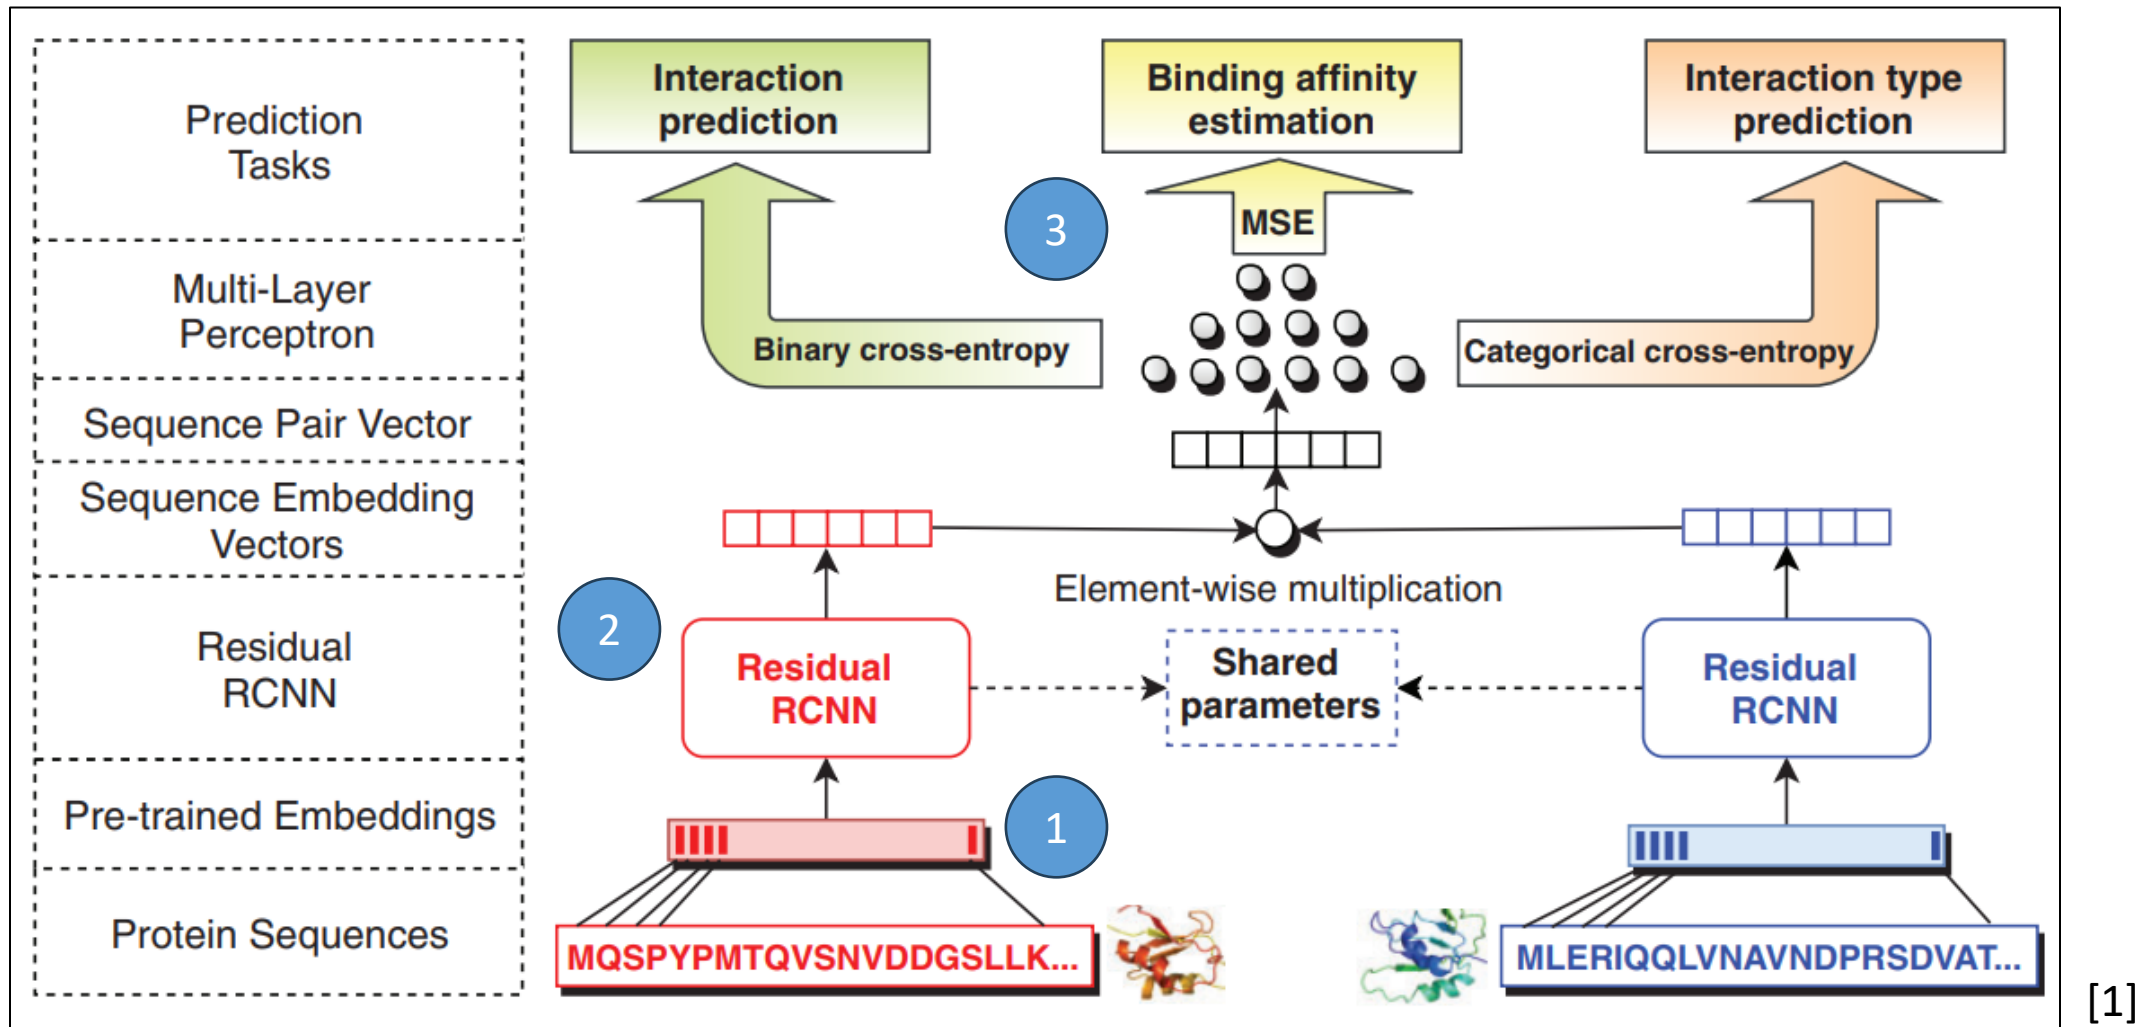 Prediction
Tasks
Multi-Layer
Perceptron
Sequence Pair Vector
Sequence Embedding
Vectors
Residual
RCNN
Pre-trained Embeddings
Protein Sequences
Interaction
prediction
Binding affinity
estimation
Interaction type
prediction
3
MSE
Binary cross-entropy
Categorical cross-entropy
Element-wise multiplication
2
Residual
RCNN
Shared
parameters
Residual
RCNN
1
MQSPYPMTQVSNVDDGSLLK...
MLERIQQLVNAVNDPRSDVAT...
[1]